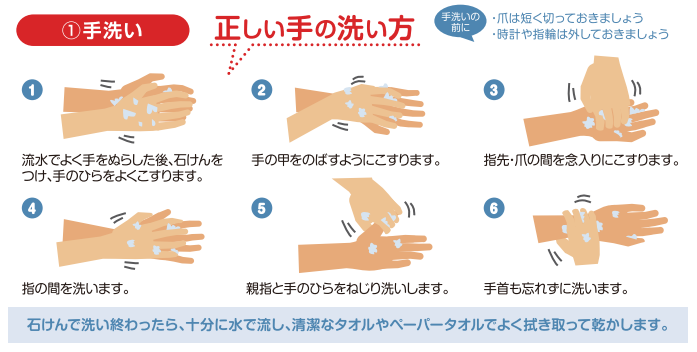 ①手洗い
正しい手の洗い方
手洗いの
前に
・爪は短く切っておきましょう
・時計や指輪は外しておきましょう
1
流水でよく手をぬらした後、石けんを
つけ、手のひらをよくこすります。
2
手の甲をのばすようにこすります。
3
指先・爪の間を念入りにこすります。
4
指の間を洗います。
5
親指と手のひらをねじり洗いします。
6
手首も忘れずに洗います。
石けんで洗い終わったら、十分に水で流し、清潔なタオルやペーパータオルでよく拭き取って乾かします。